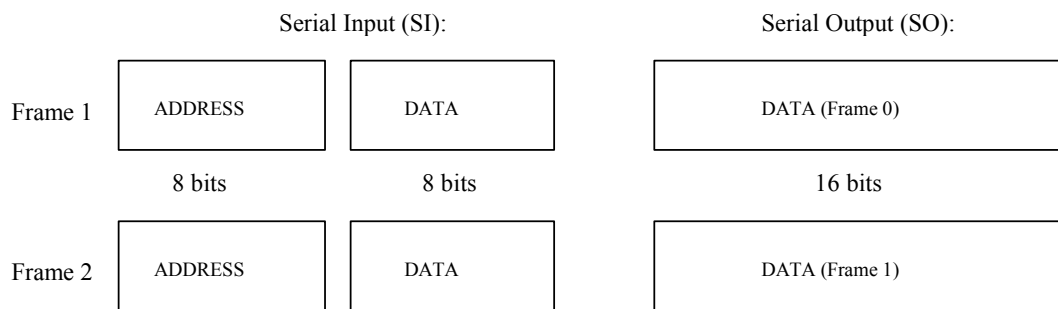 Serial Input (SI): Serial Output (SO):
Frame 1 ADDRESS DATA DATA (Frame 0)
8 bits 8 bits 16 bits
Frame 2 ADDRESS DATA DATA (Frame 1)